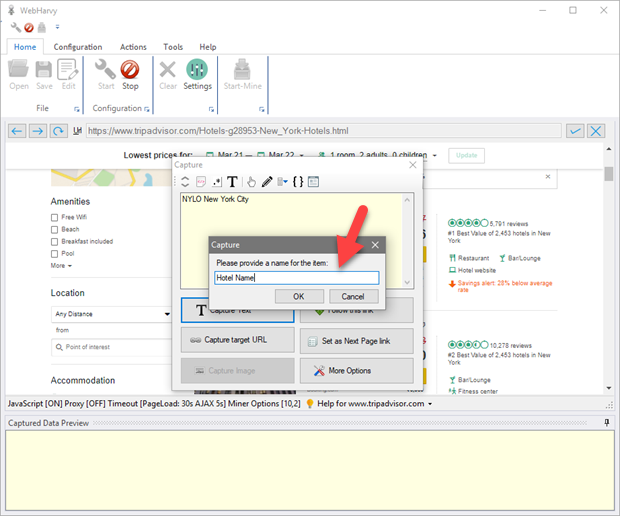 WebHarvy
Home Configuration Actions Tools Help
Open Save Edit Start Stop Clear Settings Start-Mine
File Configuration
https://www.tripadvisor.com/Hotels-g28953-New_York-Hotels.html
Lowest prices for: Mar 21 — Mar 22 1 room, 2 adults, 0 children Update
Capture
NYLO New York City
Amenities
Free Wifi
Beach
Breakfast included
Pool
More
Location
Any Distance
from
Point of interest
Accommodation
Capture
Please provide a name for the item:
Hotel Name
OK Cancel
Capture Text Follow this link
Capture target URL Set as Next Page link
Capture Image More Options
5,791 reviews
#1 Best Value of 2,453 hotels in New
York
Restaurant Bar/Lounge
Hotel website
Savings alert: 28% below average
rate
10,278 reviews
#2 Best Value of 2,453 hotels in New
York
Bar/Lounge
Fitness center
JavaScript [ON] Proxy [OFF] Timeout [PageLoad: 30s AJAX 5s] Miner Options [10,2] Help for www.tripadvisor.com
Captured Data Preview